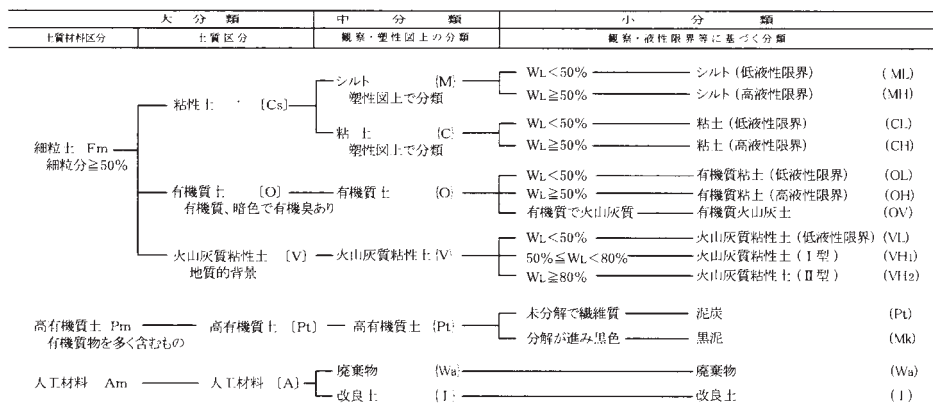 大分類 中分類 小分類
土質材料区分 土質区分 観察・塑性図上の分類 観察・液性限界等に基づく分類
WL<50% シルト(低液性限界) (ML)
シルト {M}
塑性図上で分類
WL≧50% シルト(高液性限界) (MH)
粘性土 〔Cs〕
WL<50% 粘土(低液性限界) (CL)
粘土 {C}
塑性図上で分類
WL≧50% 粘土(高液性限界) (CH)
細粒土 Fm
細粒分≧50%
WL<50% 有機質粘土(低液性限界) (OL)
有機質土 〔O〕 有機質土 {O} WL≧50% 有機質粘土(高液性限界) (OH)
有機質、暗色で有機臭あり
有機質で火山灰質 有機質火山灰土 (OV)
WL<50% 火山灰質粘性土(低液性限界) (VL)
火山灰質粘性土 〔V〕 火山灰質粘性土 {V} 50%≦WL<80% 火山灰質粘性土(Ⅰ型) (VH1)
地質的背景
WL≧80% 火山灰質粘性土(Ⅱ型) (VH2)
未分解で繊維質 泥炭 (Pt)
高有機質土 Pm 高有機質土 〔Pt〕 高有機質土 {Pt}
有機質物を多く含むもの
分解が進み黒色 黒泥 (Mk)
廃棄物 {Wa} 廃棄物 (Wa)
人工材料 Am 人工材料 〔A〕
改良土 {I} 改良土 (I)